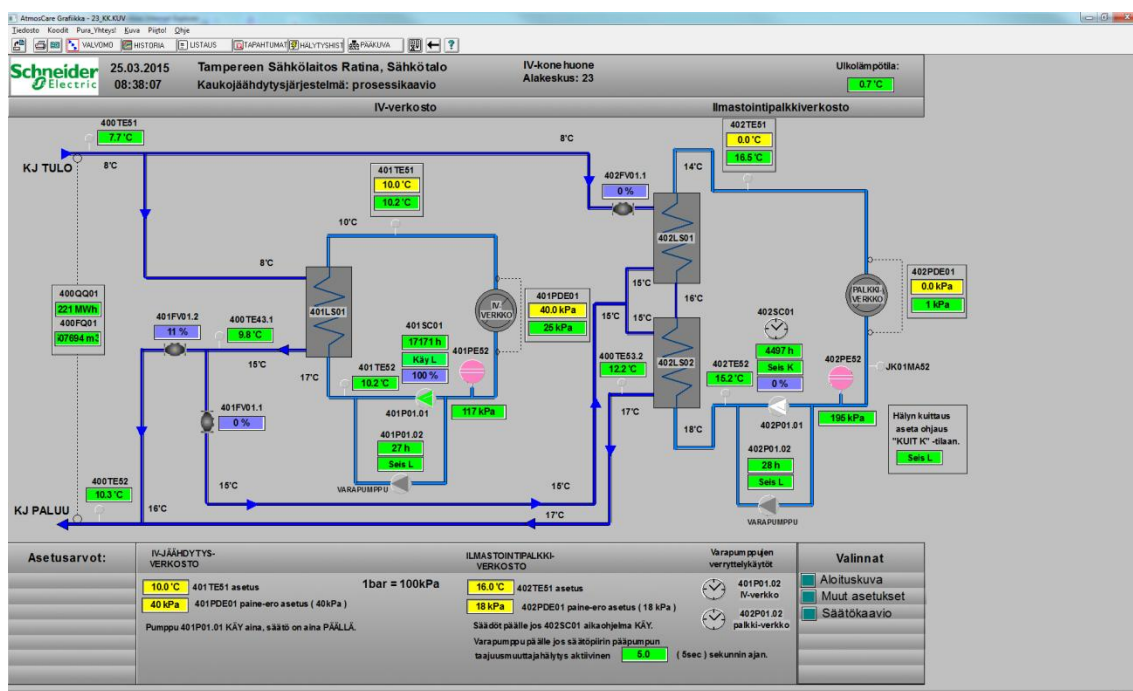 AtmosCare Grafiikka - 23_KK.KUV
Tiedosto Koodit Pura_Yhteys! Kuva Piirto! Ohje
VALVOMO HISTORIA LISTAUS TAPAHTUMAT HÄLYTYSHIST PÄÄKUVA
Schneider Electric
25.03.2015
08:38:07
Tampereen Sähkölaitos Ratina, Sähkötalo
Kaukojäähdytysjärjestelmä: prosessikaavio
IV-konehuone
Alakeskus: 23
Ulkolämpötila:
0.7 °C
IV-verkosto
Ilmastointipalkkiverkosto
400TE51
7.7 °C
KJ TULO
8°C
8°C
402TE51
0.0 °C
16.5 °C
14°C
401TE51
10.0 °C
10.2 °C
402FV01.1
0 %
10°C
8°C
402LS01
15°C
16°C
15°C
15°C
402PDE01
0.0 kPa
1 kPa
PALKKI-
VERKKO
400QQ01
221 MWh
400FQ01
401FV01.2
11 %
400TE43.1
9.8 °C
401LS01
IV-
VERKKO
401PDE01
40.0 kPa
25 kPa
401SC01
17171 h
Käy L
100 %
401PE52
117 kPa
402SC01
4497 h
Seis K
0 %
15°C
17°C
401TE52
10.2 °C
401P01.01
400TE53.2
12.2 °C
402LS02
402TE52
15.2 °C
402PE52
195 kPa
JK01MA52
401FV01.1
0 %
17°C
18°C
402P01.01
401P01.02
27 h
Seis L
VARAPUMPPU
402P01.02
28 h
Seis L
VARAPUMPPU
Hälyn kuittaus
aseta ohjaus
"KUIT K" -tilaan.
Seis L
400TE52
10.3 °C
15°C
15°C
KJ PALUU
16°C
17°C
Asetusarvot:
IV-JÄÄHDYTYS-
VERKOSTO
10.0 °C 401TE51 asetus
1bar = 100kPa
40 kPa 401PDE01 paine-ero asetus ( 40kPa )
Pumppu 401P01.01 KÄY aina, säätö on aina PÄÄLLÄ.
ILMASTOINTIPALKKI-
VERKOSTO
16.0 °C 402TE51 asetus
18 kPa 402PDE01 paine-ero asetus ( 18 kPa )
Säädöt päälle jos 402SC01 aikaohjelma KÄY.
Varapumppu päälle jos säätöpiirin pääpumpun
taajuusmuuttajahälytys aktiivinen 5.0 ( 5sec ) sekunnin ajan.
Varapumppujen
verryttelykäytöt
401P01.02
IV-verkko
402P01.02
palkki-verkko
Valinnat
Aloituskuva
Muut asetukset
Säätökaavio